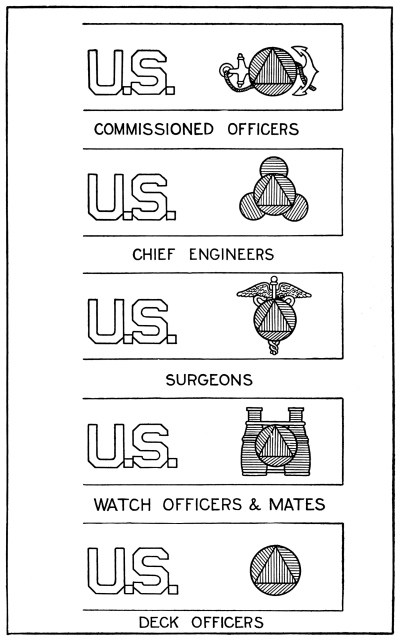 U.S.
COMMISSIONED OFFICERS
U.S.
CHIEF ENGINEERS
U.S.
SURGEONS
U.S.
WATCH OFFICERS & MATES
U.S.
DECK OFFICERS